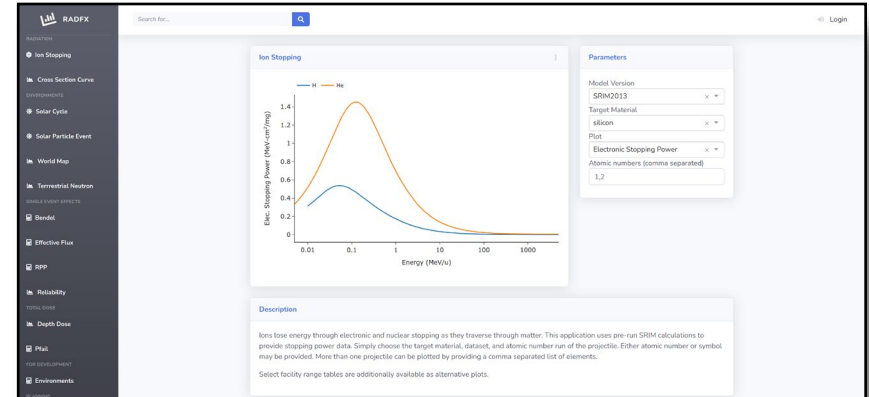 RADFX
Search for...
Login
RADIATION
Ion Stopping
Cross Section Curve
ENVIRONMENTS
Solar Cycle
Solar Particle Event
World Map
Terrrestrial Neutron
SINGLE EVENT EFFECTS
Bendel
Effective Flux
RPP
Reliability
TOTAL DOSE
Depth Dose
Pfail
FOR DEVELOPMENT
Environments
PLANNING
Ion Stopping
H He
Elec. Stopping Power (MeV-cm²/mg)
1.4
1.2
1
0.8
0.6
0.4
0.2
0
0.01 0.1 1 10 100 1000
Energy (MeV/u)
Parameters
Model Version
SRIM2013
Target Material
silicon
Plot
Electronic Stopping Power
Atomic numbers (comma separated)
1,2
Description
Ions lose energy through electronic and nuclear stopping as they traverse through matter. This application uses pre-run SRIM calculations to
provide stopping power data. Simply choose the target material, dataset, and atomic number run of the projectile. Either atomic number or symbol
may be provided. More than one projectile can be plotted by providing a comma separated list of elements.
Select facility range tables are additionally available as alternative plots.